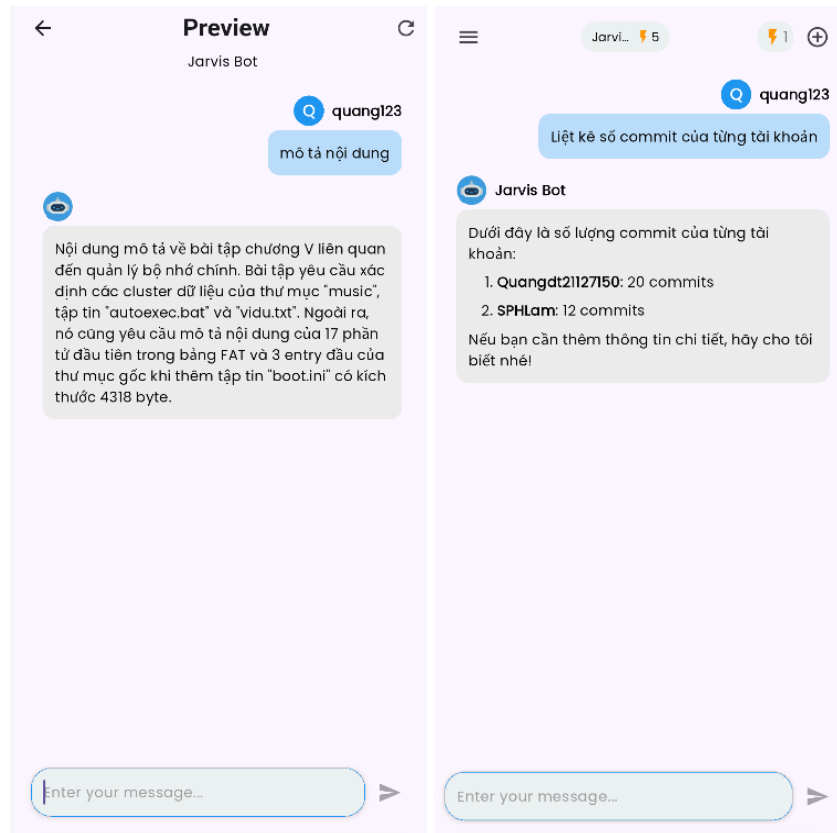 Preview
Jarvis Bot
Q quang123
mô tả nội dung
Nội dung mô tả về bài tập chương V liên quan
đến quản lý bộ nhớ chính. Bài tập yêu cầu xác
định các cluster dữ liệu của thư mục "music",
tập tin "autoexec.bat" và "vidu.txt". Ngoài ra,
nó cũng yêu cầu mô tả nội dung của 17 phần
tử đầu tiên trong bảng FAT và 3 entry đầu của
thư mục gốc khi thêm tập tin "boot.ini" có kích
thước 4318 byte.
Enter your message...
Jarvi... 5
1
Q quang123
Liệt kê số commit của từng tài khoản
Jarvis Bot
Dưới đây là số lượng commit của từng tài
khoản:
1. Quangdt21127150: 20 commits
2. SPHLam: 12 commits
Nếu bạn cần thêm thông tin chi tiết, hãy cho tôi
biết nhé!
Enter your message...